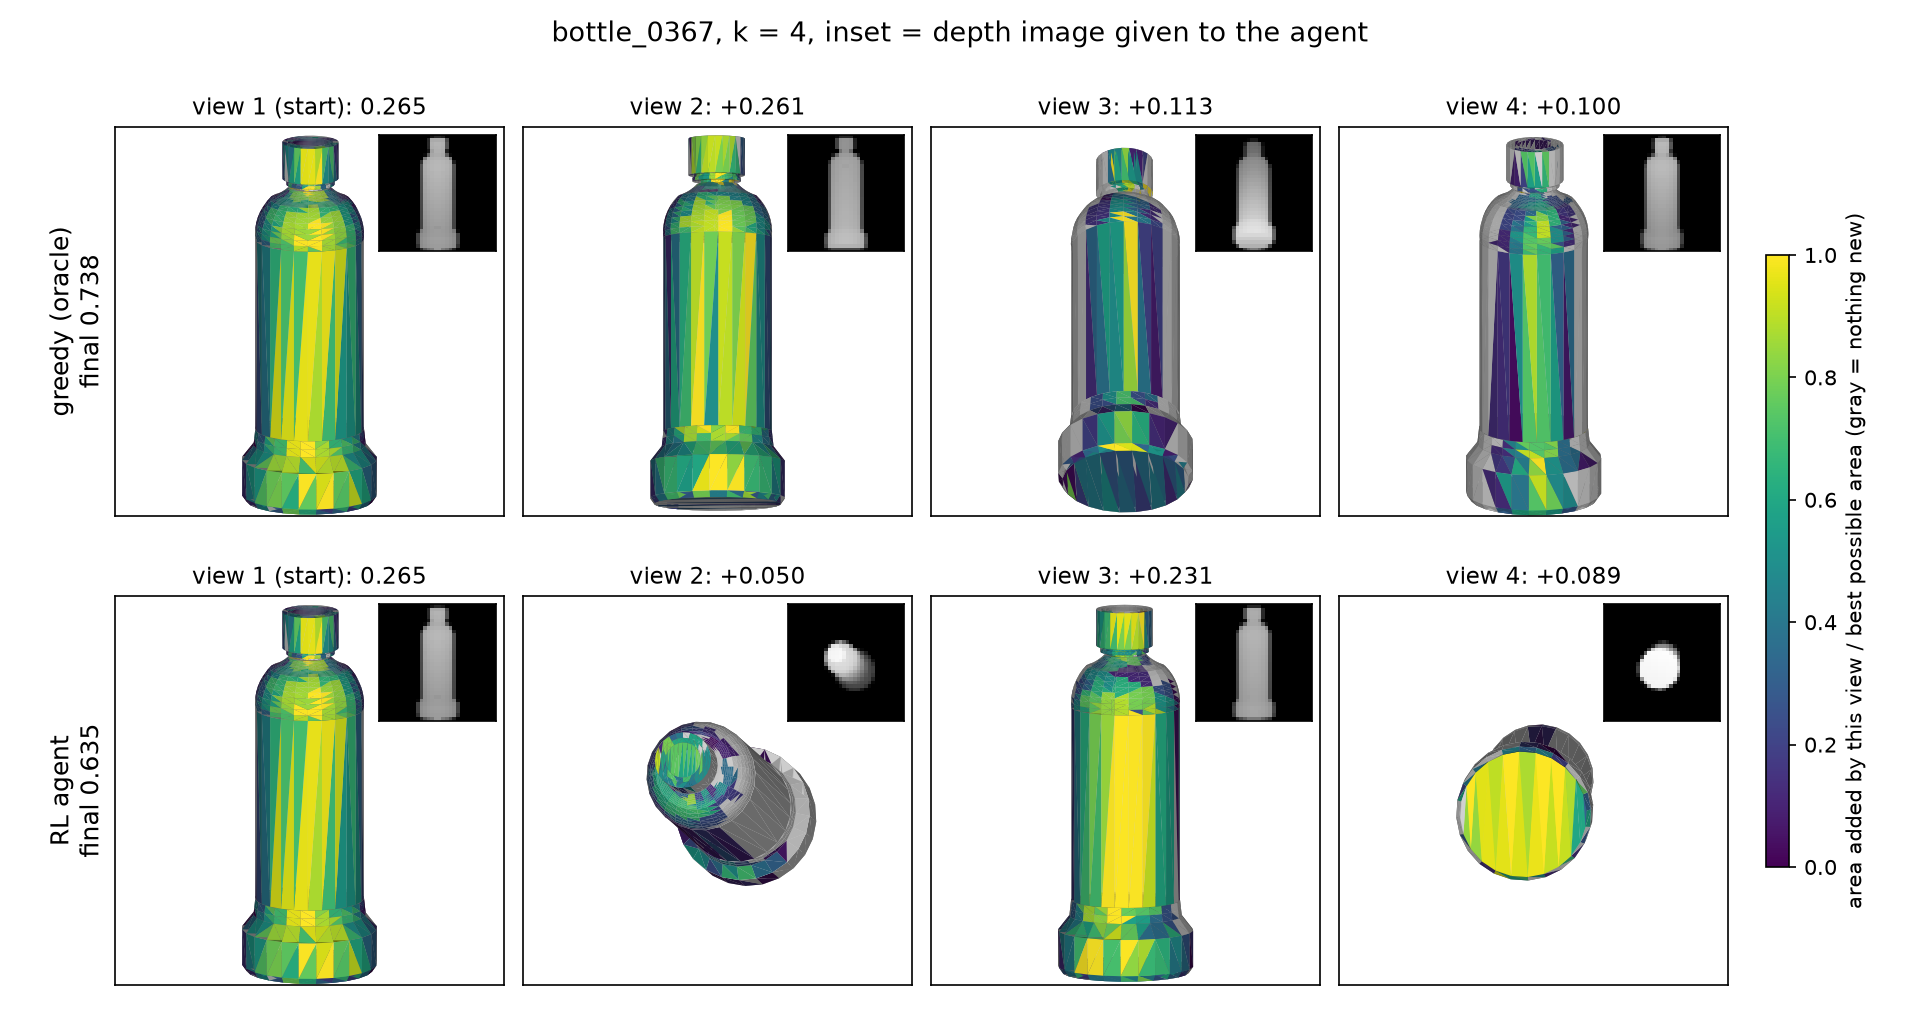 bottle_0367, k = 4, inset = depth image given to the agent
view 1 (start): 0.265
view 2: +0.261
view 3: +0.113
view 4: +0.100
greedy (oracle)
final 0.738
view 1 (start): 0.265
view 2: +0.050
view 3: +0.231
view 4: +0.089
RL agent
final 0.635
1.0
0.8
0.6
0.4
0.2
0.0
area added by this view / best possible area (gray = nothing new)